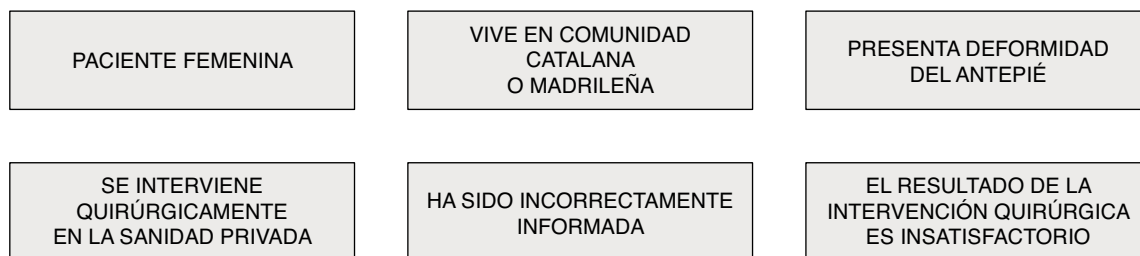 PACIENTE FEMENINA
VIVE EN COMUNIDAD
CATALANA
O MADRILEÑA
PRESENTA DEFORMIDAD
DEL ANTEPIÉ
SE INTERVIENE
QUIRÚRGICAMENTE
EN LA SANIDAD PRIVADA
HA SIDO INCORRECTAMENTE
INFORMADA
EL RESULTADO DE LA
INTERVENCIÓN QUIRÚRGICA
ES INSATISFACTORIO